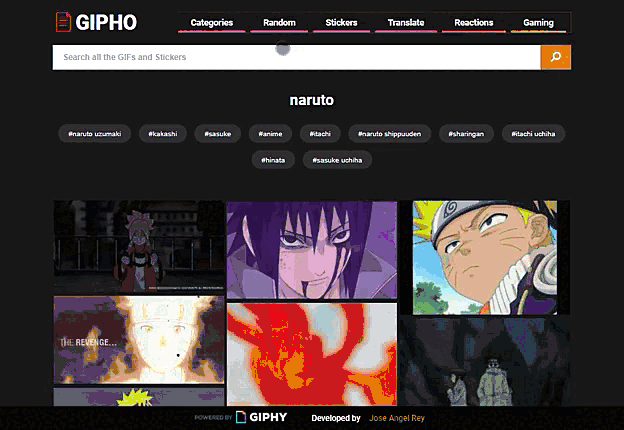 GIPHO
Categories Random Stickers Translate Reactions Gaming
Search all the GIFs and Stickers
naruto
#naruto uzumaki #kakashi #sasuke #anime #itachi #naruto shippuuden #sharingan #itachi uchiha
#hinata #sasuke uchiha
THE REVENGE...
POWERED BY GIPHY Developed by Jose Angel Rey